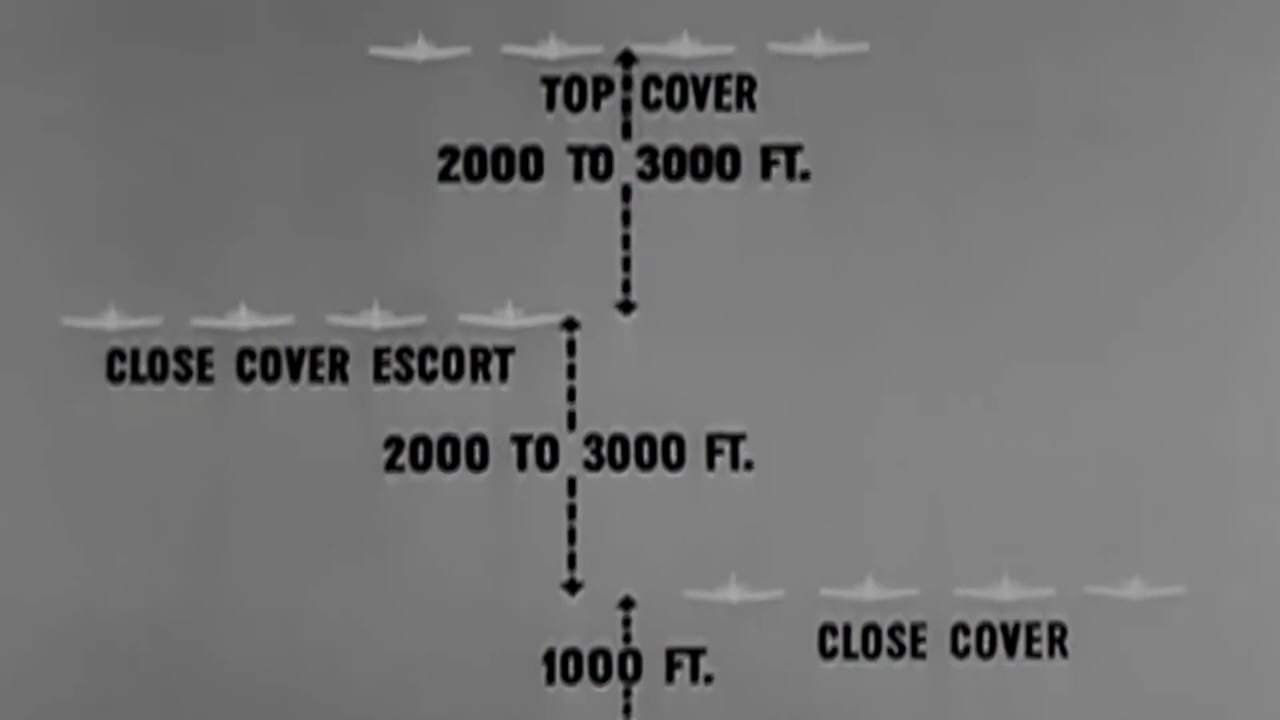 TOP COVER
2000 TO 3000 FT.
CLOSE COVER ESCORT
2000 TO 3000 FT.
CLOSE COVER
1000 FT.